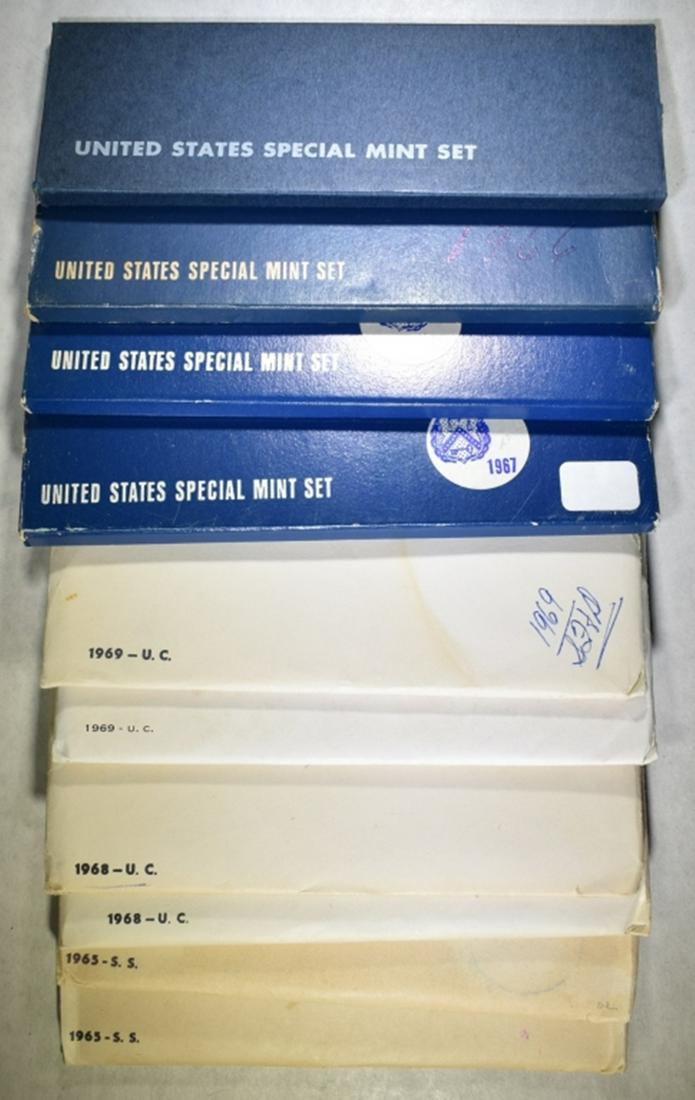 UNITED STATES SPECIAL MINT SET
UNITED STATES SPECIAL MINT SET
UNITED STATES SPECIAL MINT SET
1967
UNITED STATES SPECIAL MINT SET
1969
1969 – U. C.
1969 - U. C.
1968 – U. C.
1968 – U. C.
1965 - S. S.
1965 - S. S.